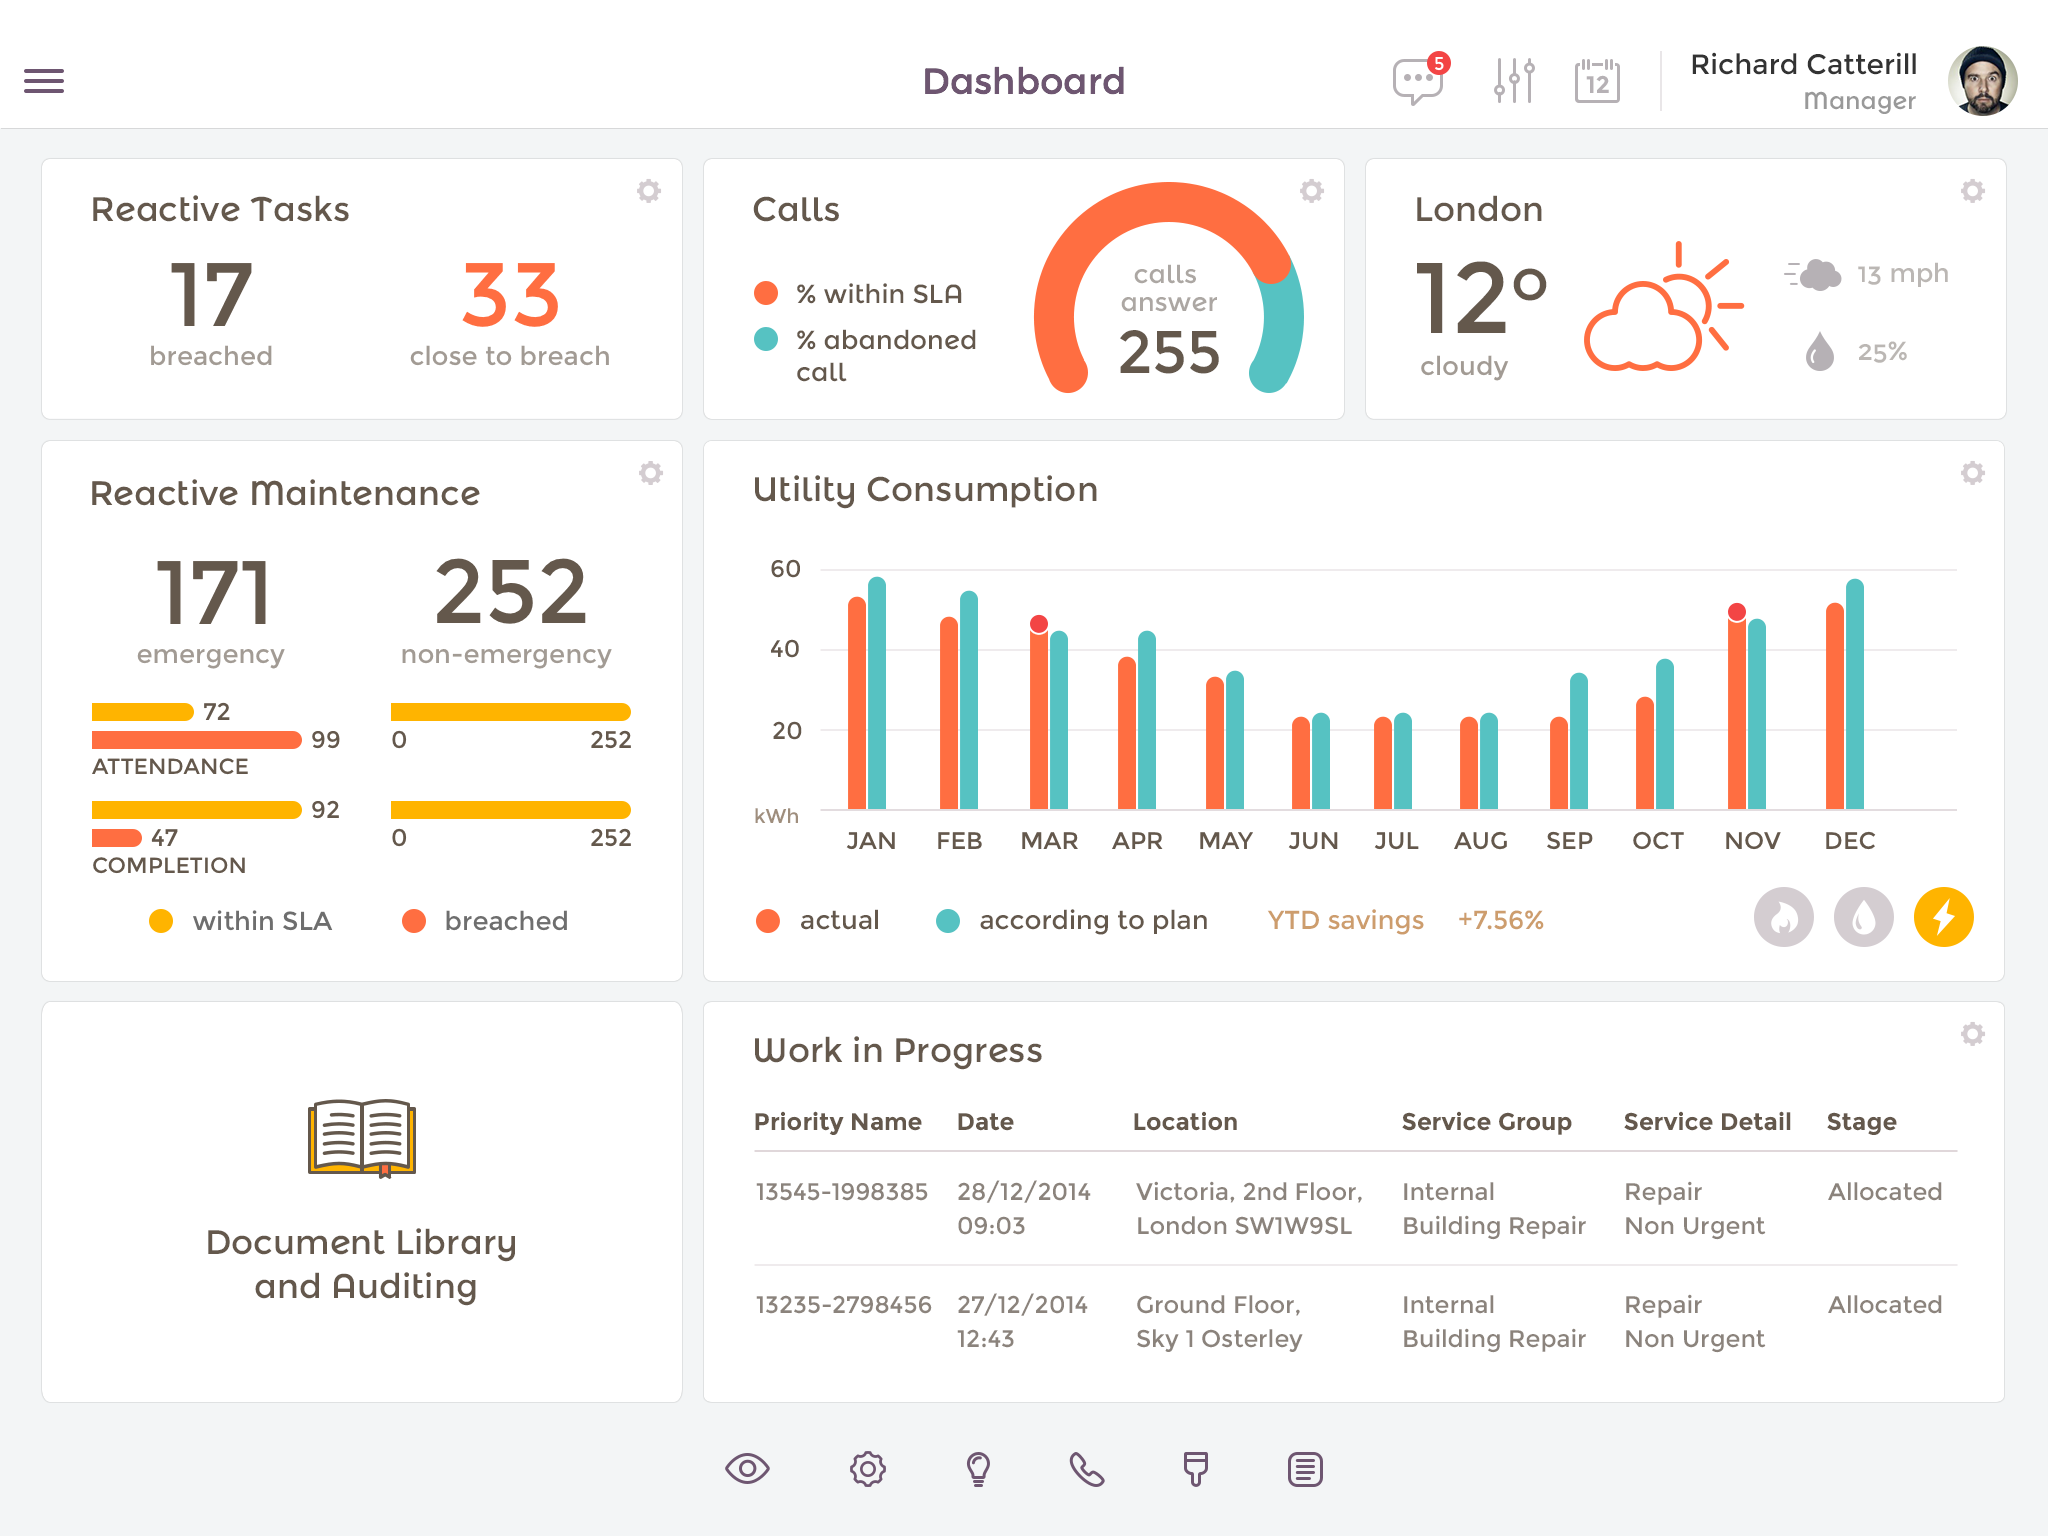 Dashboard
5
12
Richard Catterill
Manager
Reactive Tasks
17
breached
33
close to breach
Calls
% within SLA
% abandoned
call
calls
answer
255
London
12°
cloudy
13 mph
25%
Reactive Maintenance
171
emergency
252
non-emergency
72
99
ATTENDANCE
0 252
92
47
COMPLETION
0 252
within SLA breached
Utility Consumption
60
40
20
kWh
JAN FEB MAR APR MAY JUN JUL AUG SEP OCT NOV DEC
actual according to plan YTD savings +7.56%
Document Library
and Auditing
Work in Progress
Priority Name Date Location Service Group Service Detail Stage
13545-1998385 28/12/2014 Victoria, 2nd Floor, Internal Repair Allocated
09:03 London SW1W9SL Building Repair Non Urgent
13235-2798456 27/12/2014 Ground Floor, Internal Repair Allocated
12:43 Sky 1 Osterley Building Repair Non Urgent